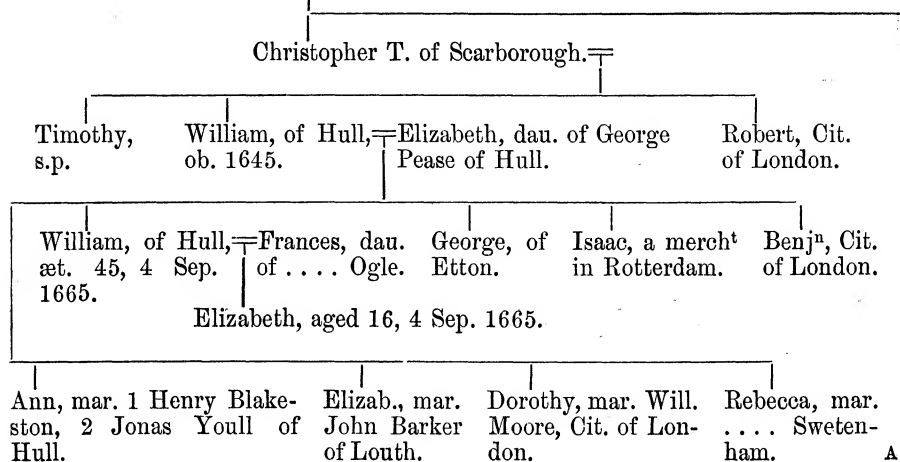 Christopher T. of Scarborough.
Timothy,
s.p.
William, of Hull,
ob. 1645.
Elizabeth, dau. of George
Pease of Hull.
Robert, Cit.
of London.
William, of Hull,
æt. 45, 4 Sep.
1665.
Frances, dau.
of .... Ogle.
George, of
Etton.
Isaac, a mercht
in Rotterdam.
Benjn, Cit.
of London.
Elizabeth, aged 16, 4 Sep. 1665.
Ann, mar. 1 Henry Blake-
ston, 2 Jonas Youll of
Hull.
Elizab., mar.
John Barker
of Louth.
Dorothy, mar. Will.
Moore, Cit. of Lon-
don.
Rebecca, mar.
.... Sweten-
ham.
A